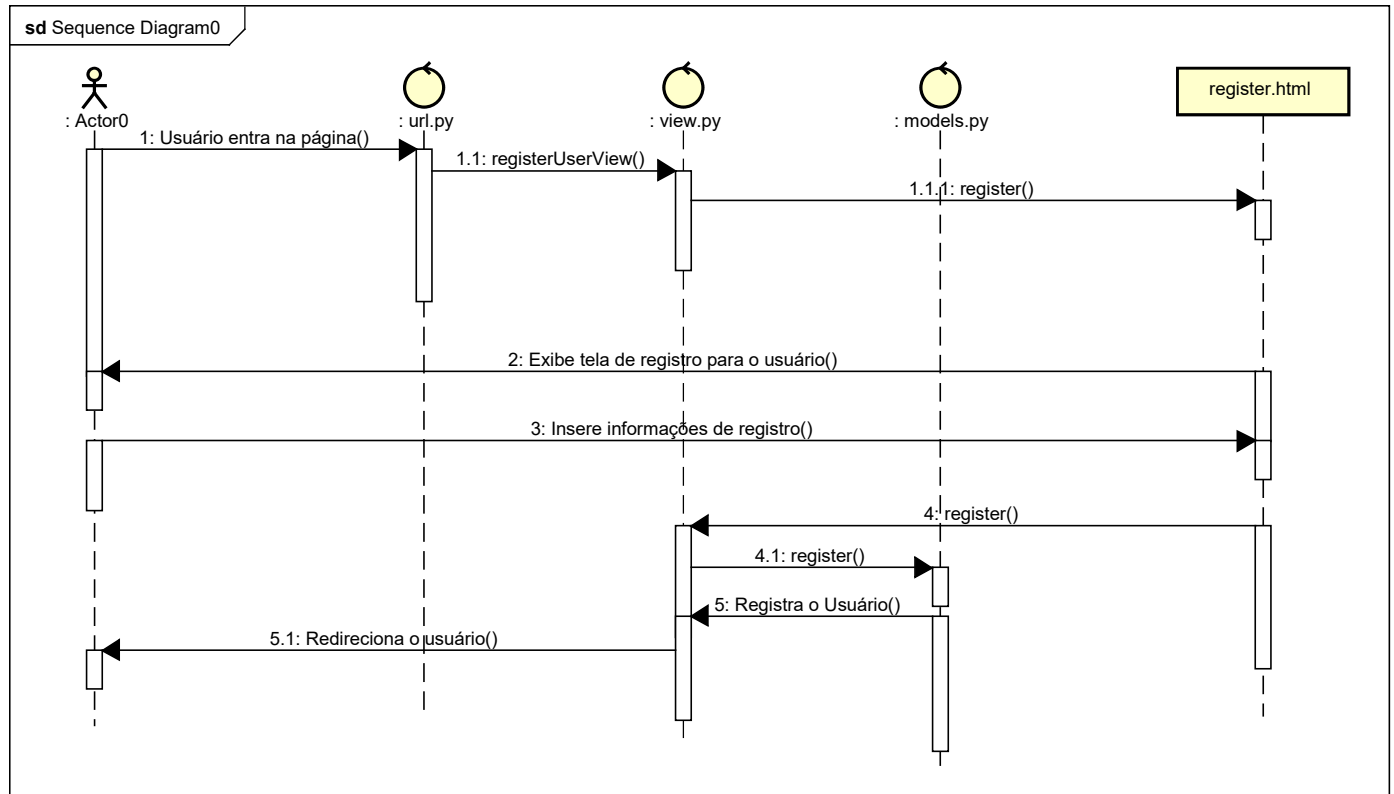 sd Sequence Diagram0
: Actor0
: url.py
: view.py
: models.py
register.html
1: Usuário entra na página()
1.1: registerUserView()
1.1.1: register()
2: Exibe tela de registro para o usuário()
3: Insere informações de registro()
4: register()
4.1: register()
5: Registra o Usuário()
5.1: Redireciona o usuário()